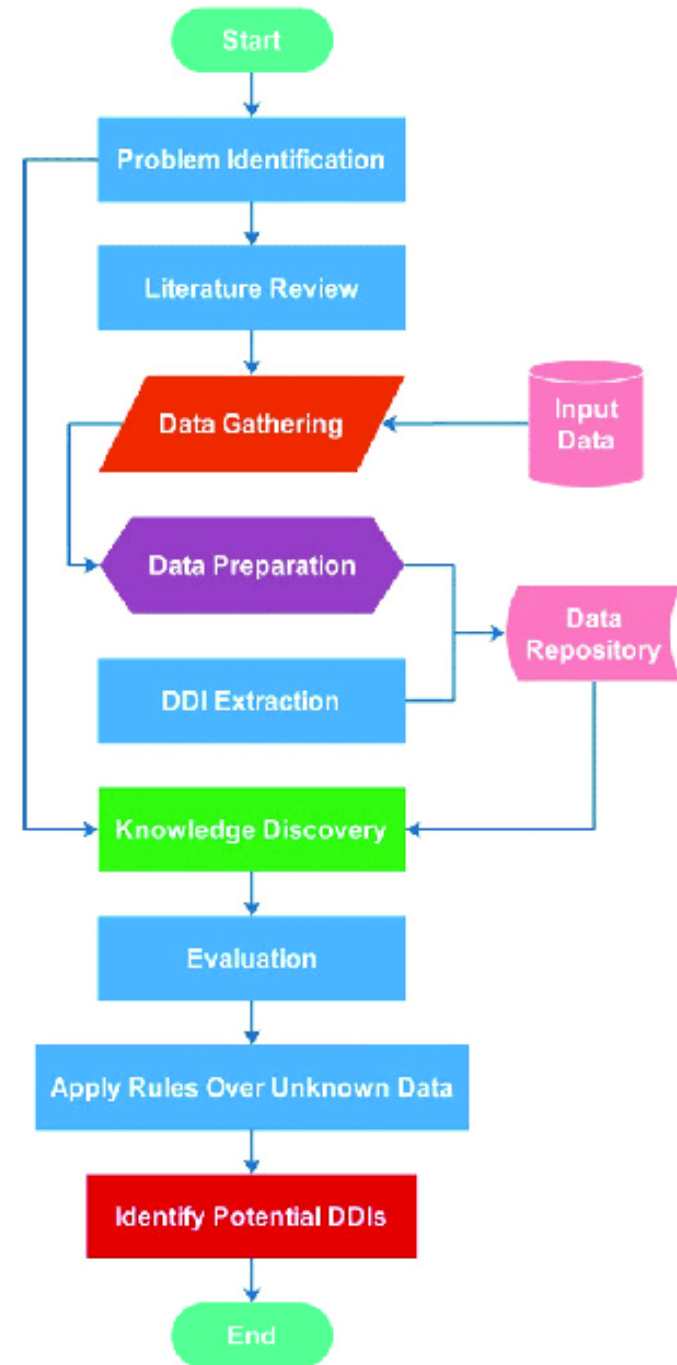 Start
Problem Identification
Literature Review
Data Gathering
Input
Data
Data Preparation
Data
Repository
DDI Extraction
Knowledge Discovery
Evaluation
Apply Rules Over Unknown Data
Identify Potential DDIs
End